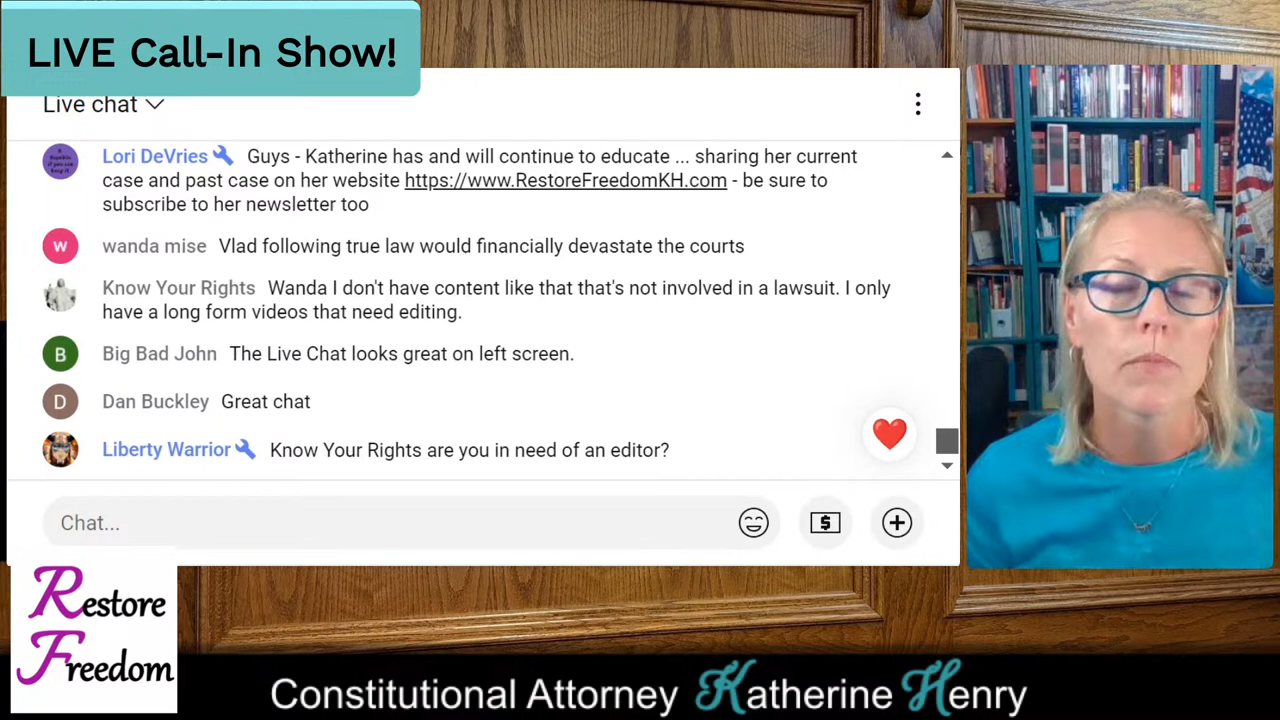 LIVE Call-In Show!
Live chat
Lori DeVries Guys - Katherine has and will continue to educate ... sharing her current
case and past case on her website https://www.RestoreFreedomKH.com - be sure to
subscribe to her newsletter too
W wanda mise Vlad following true law would financially devastate the courts
Know Your Rights Wanda I don't have content like that that's not involved in a lawsuit. I only
have a long form videos that need editing.
B Big Bad John The Live Chat looks great on left screen.
D Dan Buckley Great chat
Liberty Warrior Know Your Rights are you in need of an editor?
Chat...
$
Restore
Freedom
Constitutional Attorney Katherine Henry